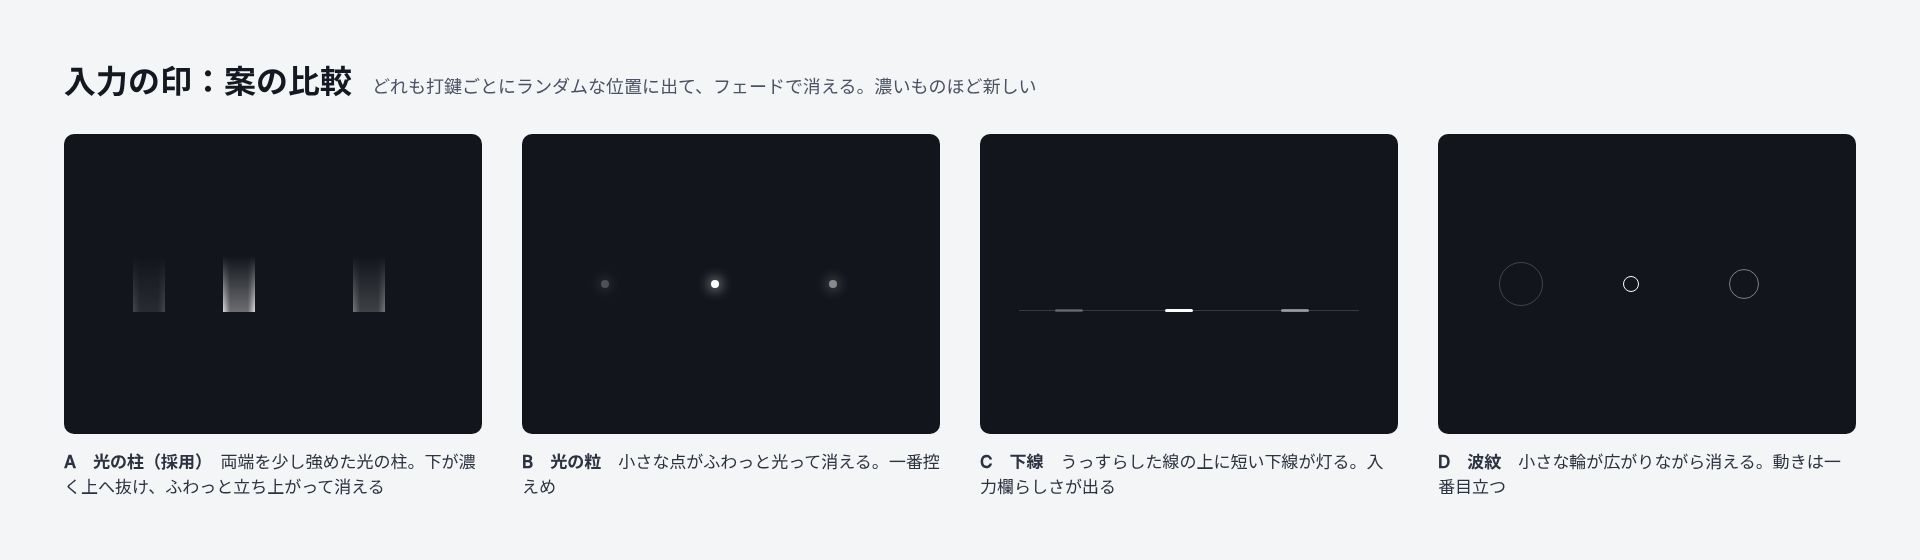 入力の印：案の比較　どれも打鍵ごとにランダムな位置に出て、フェードで消える。濃いものほど新しい
A　光の柱（採用）　両端を少し強めた光の柱。下が濃
く上へ抜け、ふわっと立ち上がって消える
B　光の粒　小さな点がふわっと光って消える。一番控
えめ
C　下線　うっすらした線の上に短い下線が灯る。入
力欄らしさが出る
D　波紋　小さな輪が広がりながら消える。動きは一
番目立つ